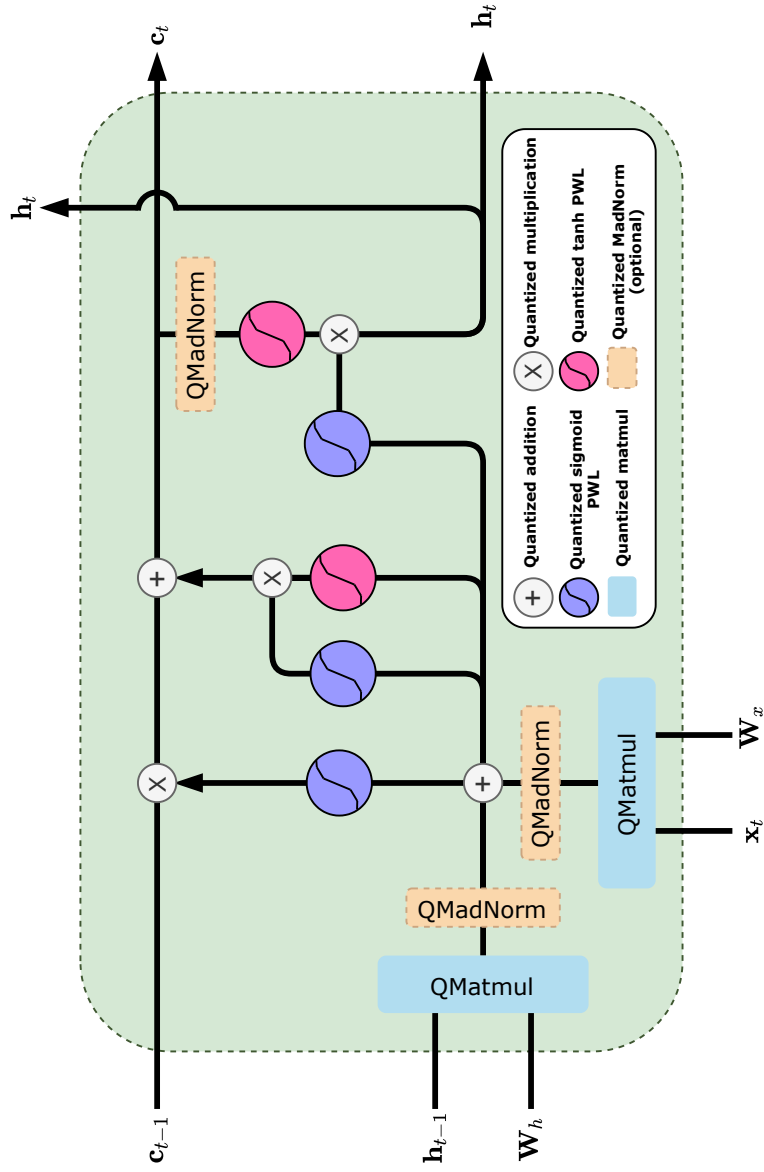 h_t
c_{t−1}
c_t
QMadNorm
h_t
h_{t−1}
W_h
QMatmul
QMadNorm
QMadNorm
QMatmul
x_t
W_x
Quantized addition
Quantized multiplication
Quantized sigmoid
PWL
Quantized tanh PWL
Quantized matmul
Quantized MadNorm
(optional)